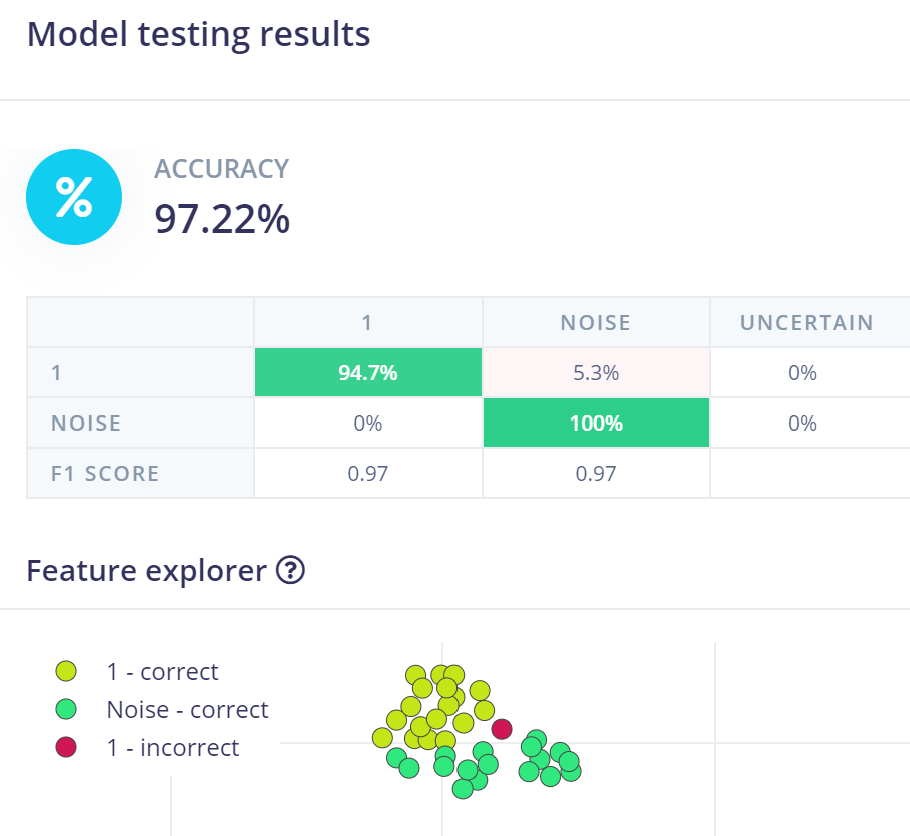 Model testing results
%
ACCURACY
97.22%
1 NOISE UNCERTAIN
1 94.7% 5.3% 0%
NOISE 0% 100% 0%
F1 SCORE 0.97 0.97
Feature explorer ?
1 - correct
Noise - correct
1 - incorrect